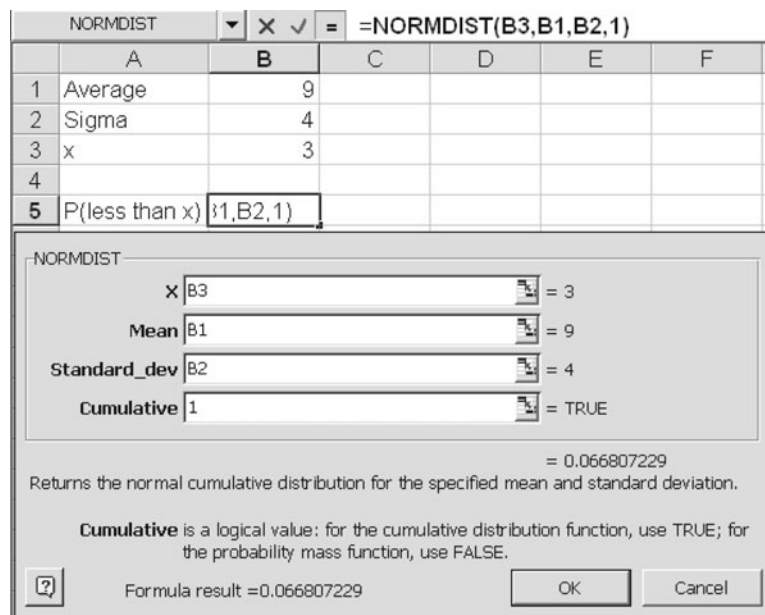 NORMDIST = =NORMDIST(B3,B1,B2,1)
A B C D E F
1 Average 9
2 Sigma 4
3 x 3
4
5 P(less than x) 31,B2,1)
NORMDIST
X B3 = 3
Mean B1 = 9
Standard_dev B2 = 4
Cumulative 1 = TRUE
= 0.066807229
Returns the normal cumulative distribution for the specified mean and standard deviation.
Cumulative is a logical value: for the cumulative distribution function, use TRUE; for
the probability mass function, use FALSE.
? Formula result =0.066807229 OK Cancel